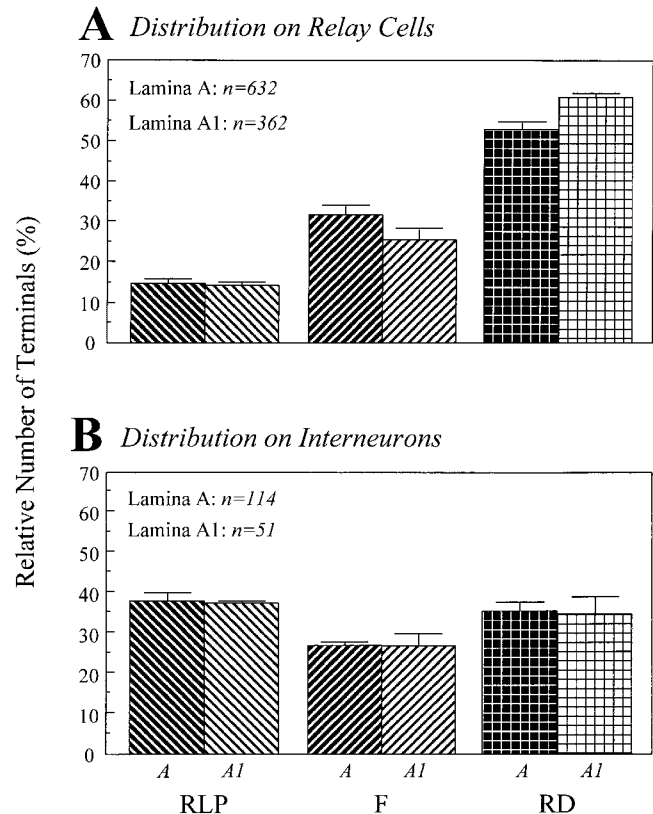 A Distribution on Relay Cells
70
60
50
40
30
20
10
0
Lamina A: n=632
Lamina A1: n=362
Relative Number of Terminals (%)
B Distribution on Interneurons
70
60
50
40
30
20
10
0
Lamina A: n=114
Lamina A1: n=51
A A1 A A1 A A1
RLP F RD